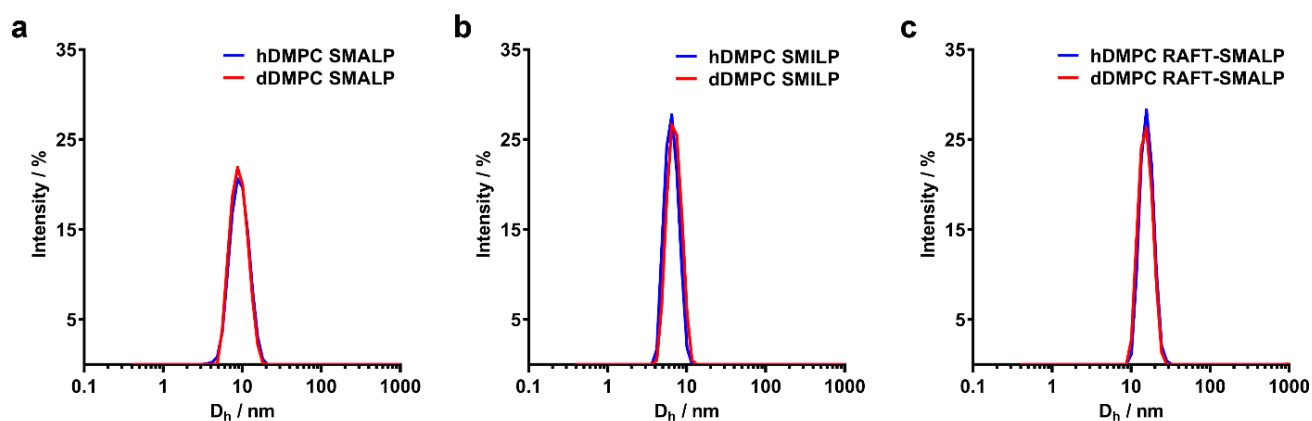 a
35
25
15
5
Intensity / %
hDMPC SMALP
dDMPC SMALP
0.1 1 10 100 1000
Dₕ / nm
b
35
25
15
5
Intensity / %
hDMPC SMILP
dDMPC SMILP
0.1 1 10 100 1000
Dₕ / nm
c
35
25
15
5
Intensity / %
hDMPC RAFT-SMALP
dDMPC RAFT-SMALP
0.1 1 10 100 1000
Dₕ / nm